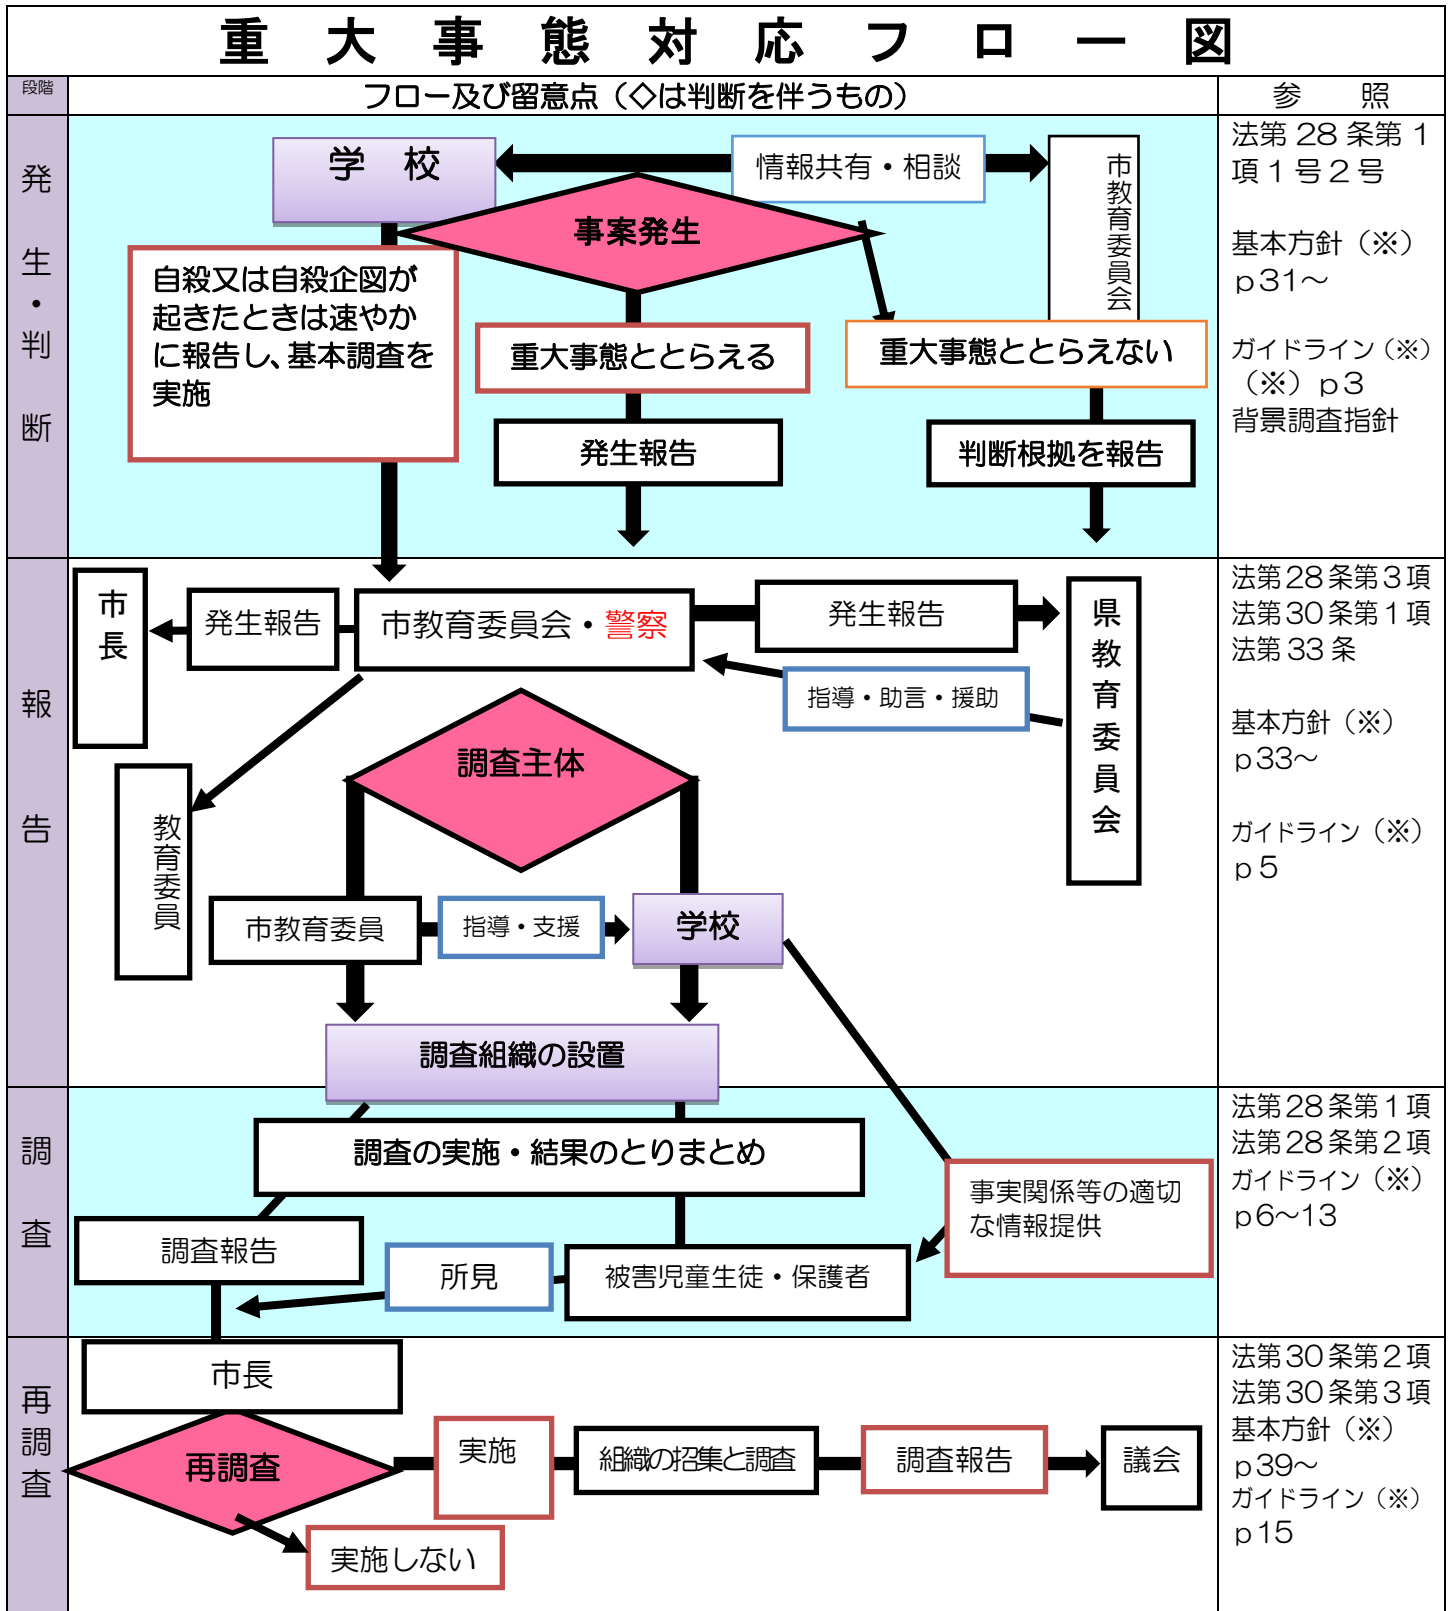 重大事態対応フロー図
段階
フロー及び留意点（◇は判断を伴うもの）
参　照
発生・判断
学　校
情報共有・相談
市教育委員会
事案発生
自殺又は自殺企図が
起きたときは速やか
に報告し、基本調査を
実施
重大事態ととらえる
重大事態ととらえない
発生報告
判断根拠を報告
法第28条第1
項1号2号
基本方針（※）
p31～
ガイドライン（※）
（※）p3
背景調査指針
報告
市長
発生報告
市教育委員会・警察
発生報告
県教育委員会
指導・助言・援助
調査主体
教育委員
市教育委員
指導・支援
学校
調査組織の設置
法第28条第3項
法第30条第1項
法第33条
基本方針（※）
p33～
ガイドライン（※）
p5
調査
調査の実施・結果のとりまとめ
事実関係等の適切
な情報提供
調査報告
所見
被害児童生徒・保護者
法第28条第1項
法第28条第2項
ガイドライン（※）
p6～13
再調査
市長
再調査
実施
組織の招集と調査
調査報告
議会
実施しない
法第30条第2項
法第30条第3項
基本方針（※）
p39～
ガイドライン（※）
p15